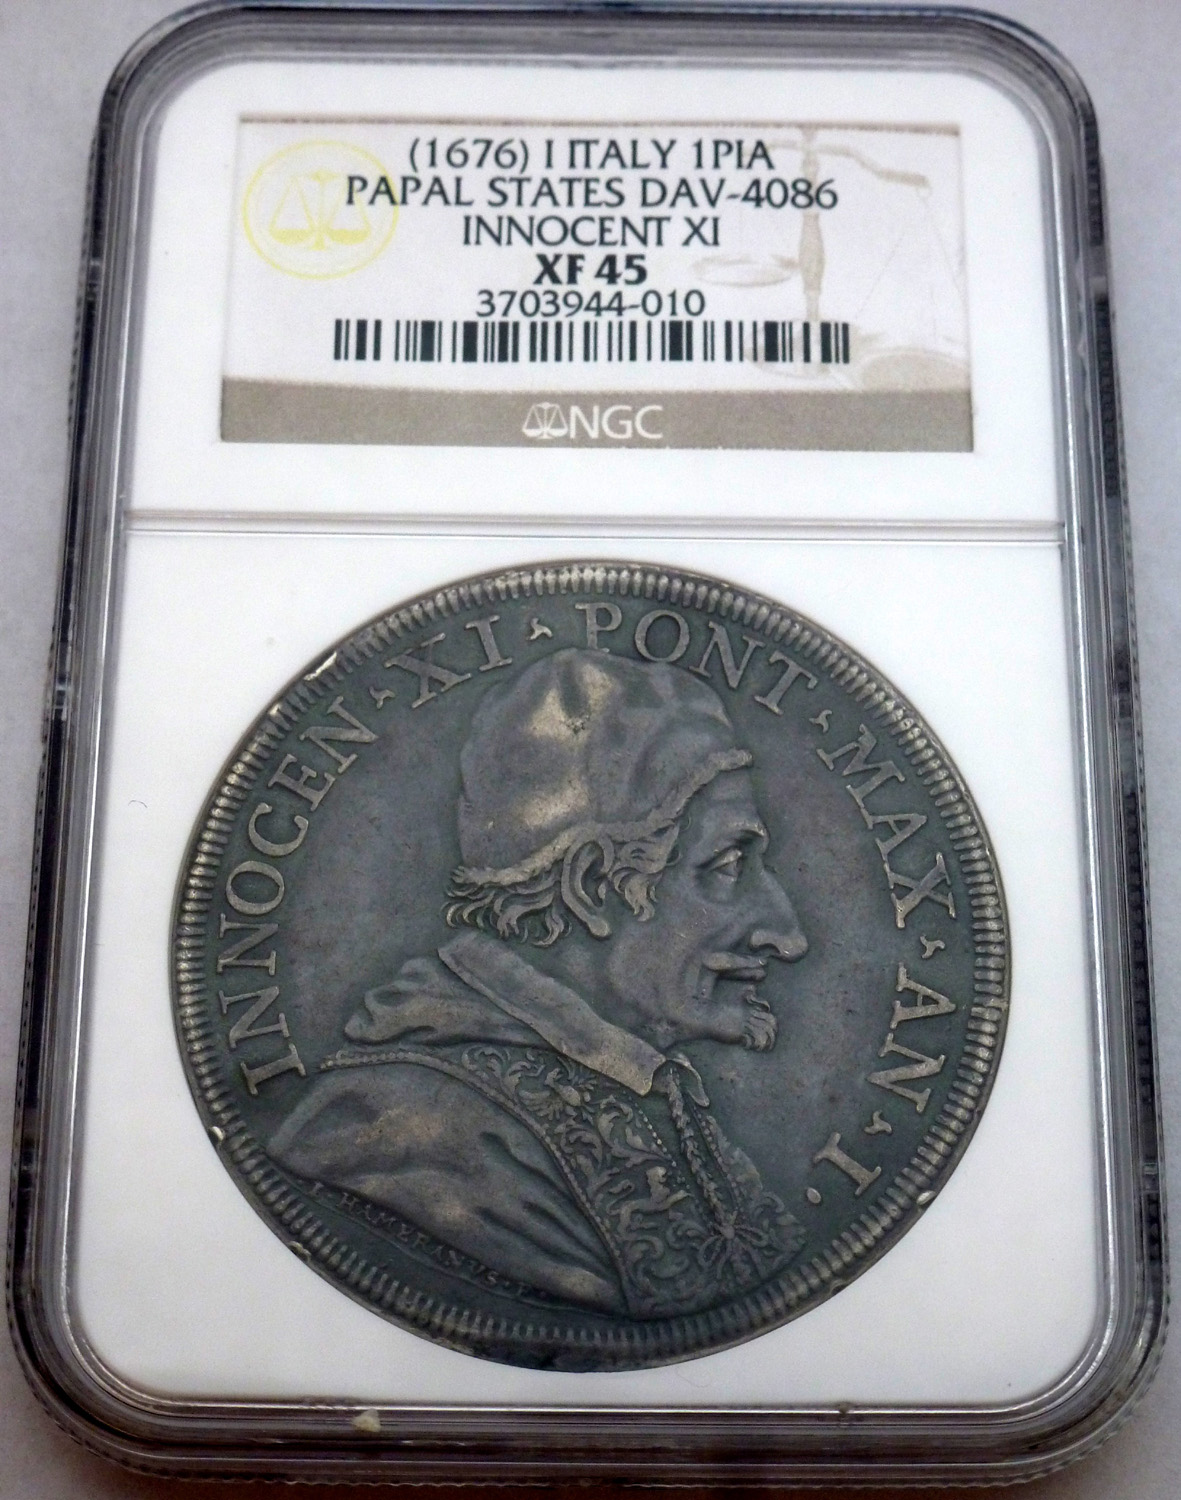 (1676) I ITALY 1PIA
PAPAL STATES DAV-4086
INNOCENT XI
XF 45
3703944-010
NGC
INNOCEN XI PONT MAX AN I.
I· HAMERANVS· F·